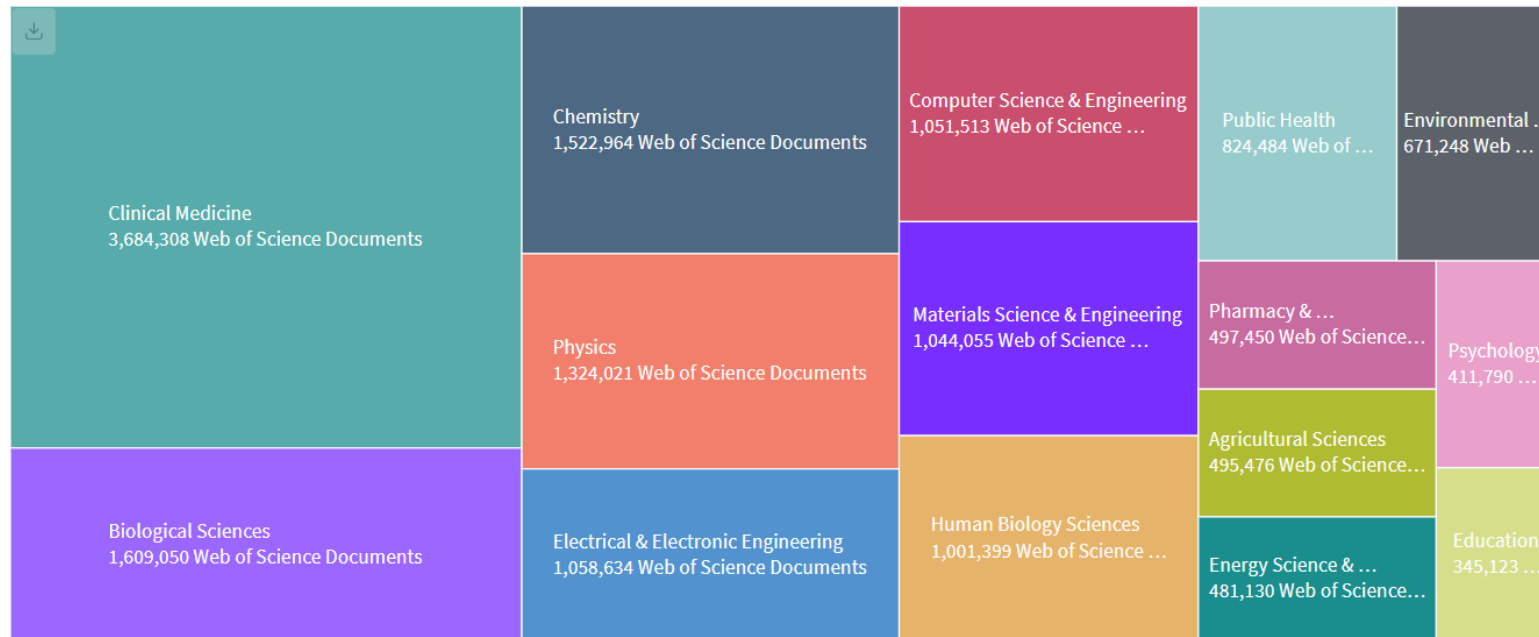 Clinical Medicine
3,684,308 Web of Science Documents
Biological Sciences
1,609,050 Web of Science Documents
Chemistry
1,522,964 Web of Science Documents
Physics
1,324,021 Web of Science Documents
Electrical & Electronic Engineering
1,058,634 Web of Science Documents
Computer Science & Engineering
1,051,513 Web of Science ...
Materials Science & Engineering
1,044,055 Web of Science ...
Human Biology Sciences
1,001,399 Web of Science ...
Public Health
824,484 Web of ...
Environmental .
671,248 Web ...
Pharmacy & ...
497,450 Web of Science...
Agricultural Sciences
495,476 Web of Science...
Energy Science & ...
481,130 Web of Science...
Psychology
411,790 ...
Education
345,123 ...